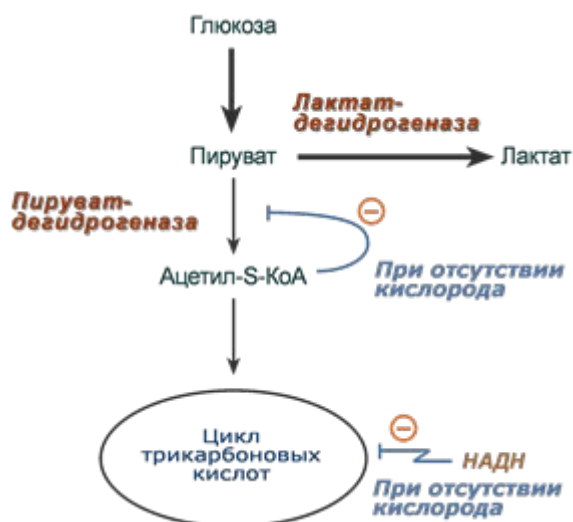 Глюкоза
Лактат-
дегидрогеназа
Пируват
Лактат
Пируват-
дегидрогеназа
Ацетил-S-КоА
При отсутствии
кислорода
Цикл
трикарбоновых
кислот
НАДН
При отсутствии
кислорода